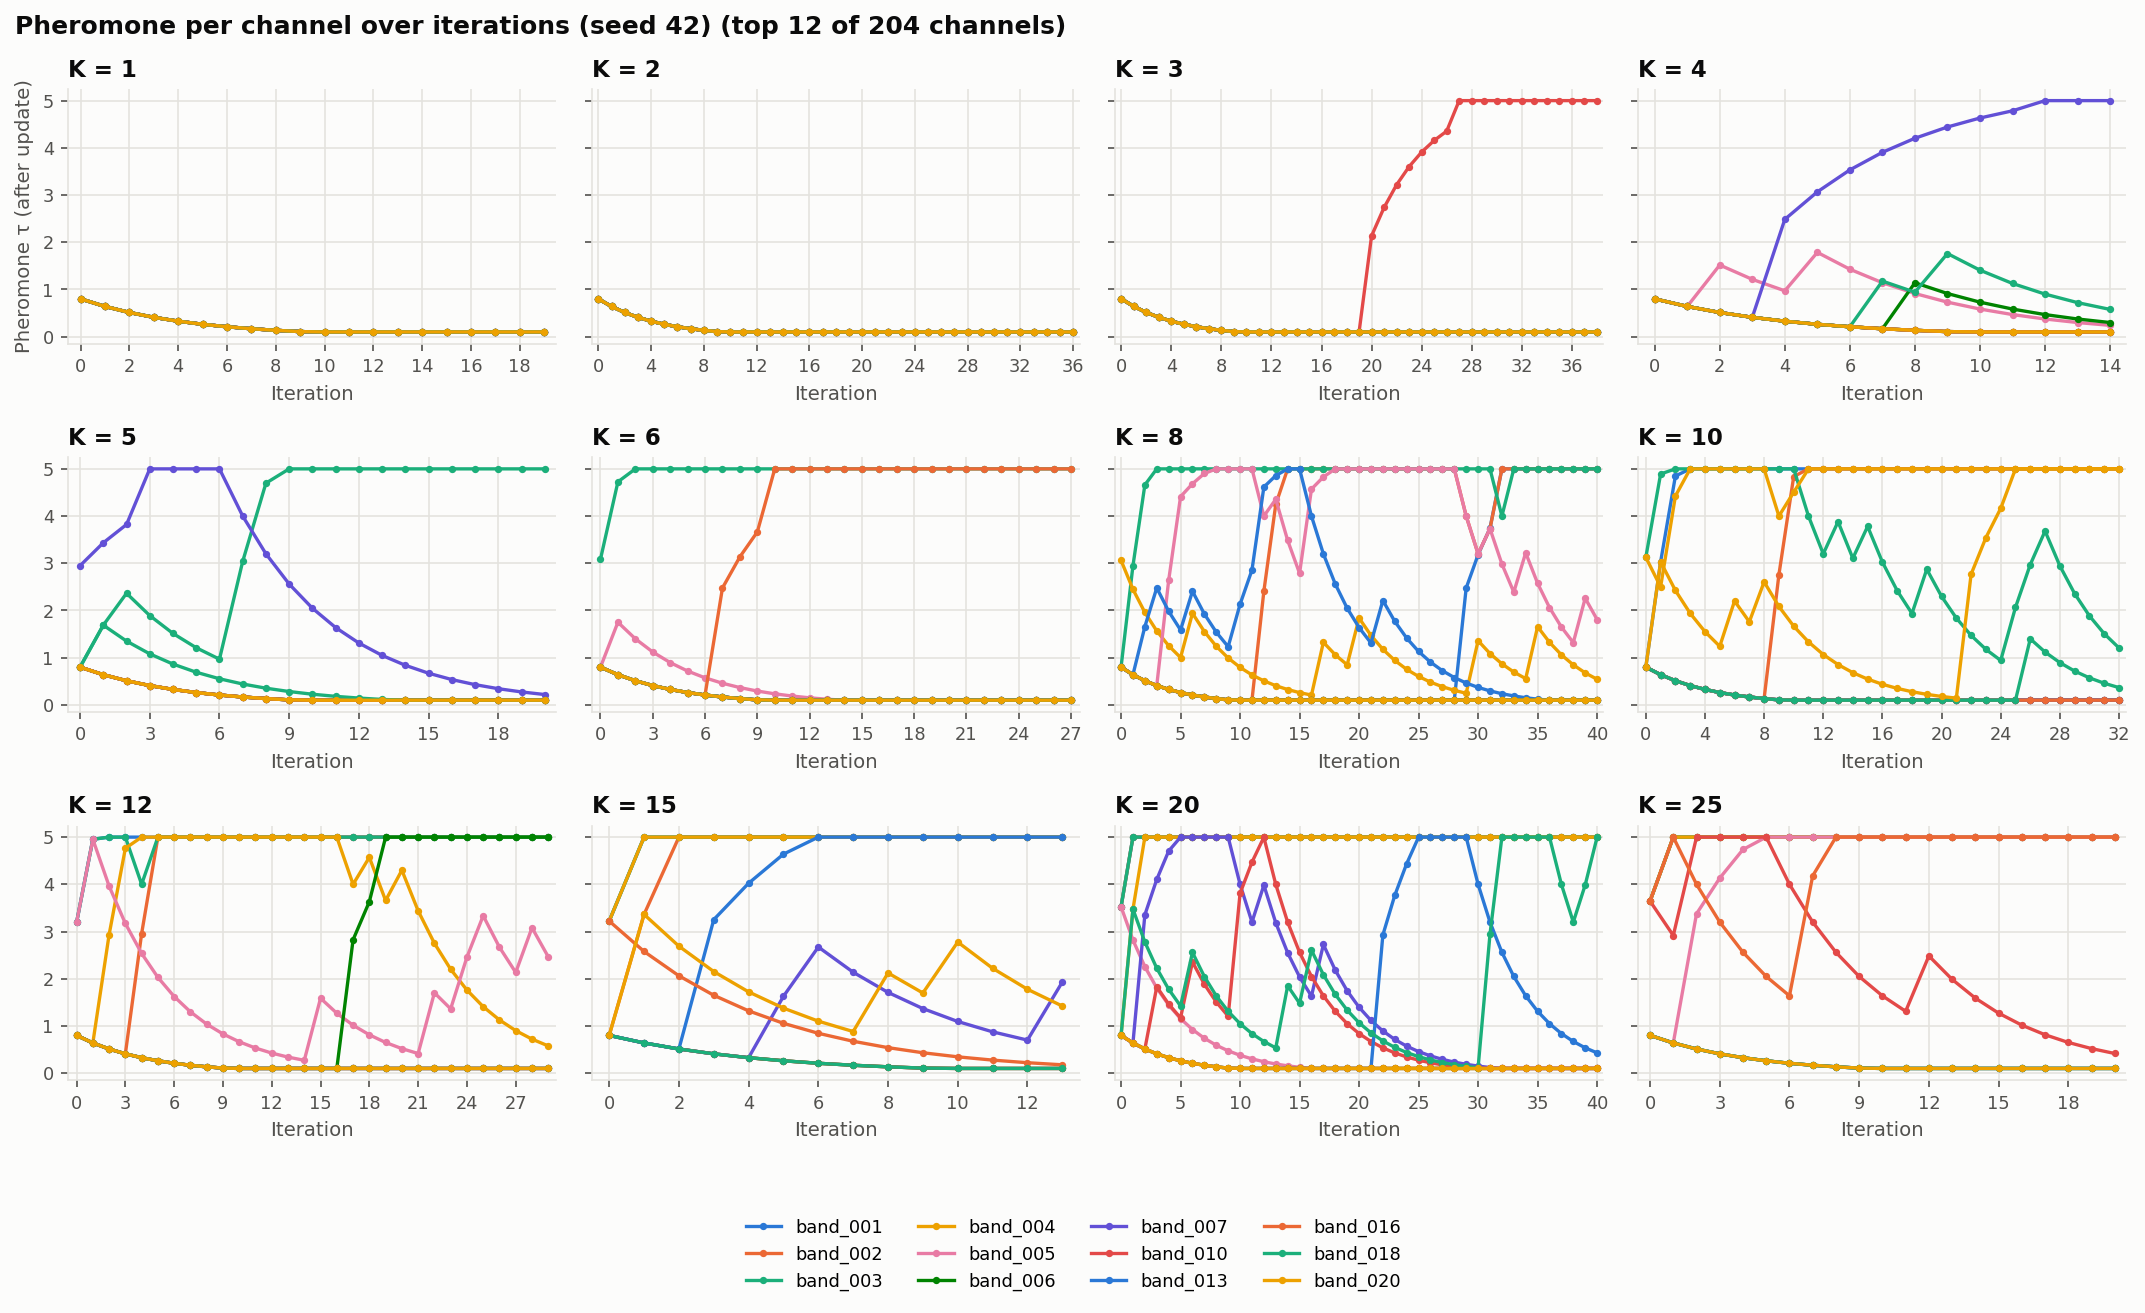 Pheromone per channel over iterations (seed 42) (top 12 of 204 channels)
K = 1
K = 2
K = 3
K = 4
Pheromone τ (after update)
5
4
3
2
1
0
0 2 4 6 8 10 12 14 16 18
0 4 8 12 16 20 24 28 32 36
0 4 8 12 16 20 24 28 32 36
0 2 4 6 8 10 12 14
Iteration
Iteration
Iteration
Iteration
K = 5
K = 6
K = 8
K = 10
5
4
3
2
1
0
0 3 6 9 12 15 18
0 3 6 9 12 15 18 21 24 27
0 5 10 15 20 25 30 35 40
0 4 8 12 16 20 24 28 32
Iteration
Iteration
Iteration
Iteration
K = 12
K = 15
K = 20
K = 25
5
4
3
2
1
0
0 3 6 9 12 15 18 21 24 27
0 2 4 6 8 10 12
0 5 10 15 20 25 30 35 40
0 3 6 9 12 15 18
Iteration
Iteration
Iteration
Iteration
band_001
band_002
band_003
band_004
band_005
band_006
band_007
band_010
band_013
band_016
band_018
band_020